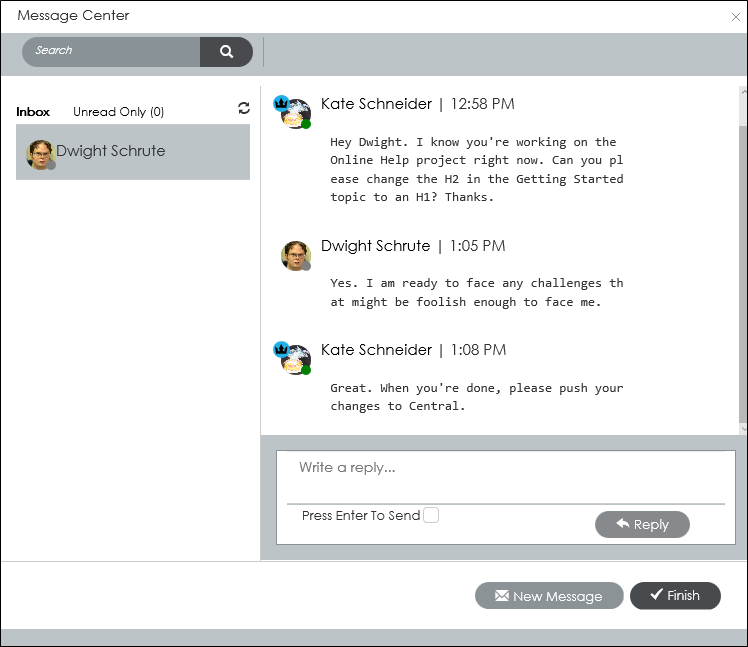 Message Center
Search
Inbox Unread Only (0)
Dwight Schrute
Kate Schneider | 12:58 PM
Hey Dwight. I know you're working on the
Online Help project right now. Can you pl
ease change the H2 in the Getting Started
topic to an H1? Thanks.
Dwight Schrute | 1:05 PM
Yes. I am ready to face any challenges th
at might be foolish enough to face me.
Kate Schneider | 1:08 PM
Great. When you're done, please push your
changes to Central.
Write a reply...
Press Enter To Send
Reply
New Message
Finish